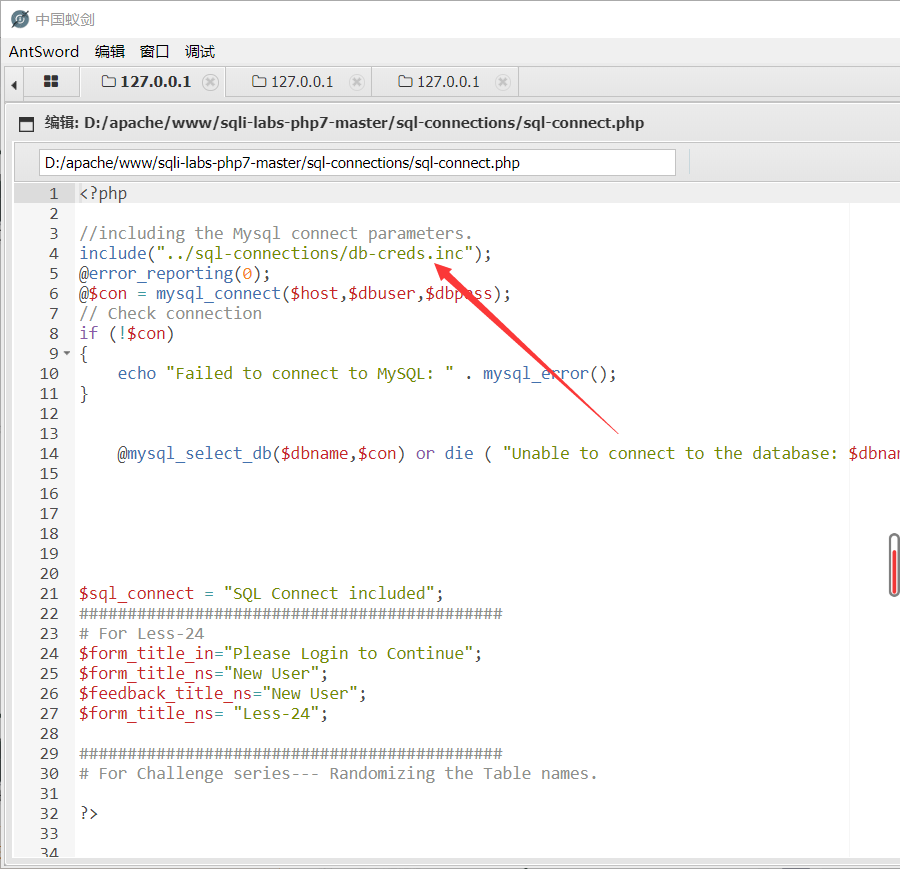 中国蚁剑
AntSword 编辑 窗口 调试
127.0.0.1 127.0.0.1 127.0.0.1
编辑: D:/apache/www/sqli-labs-php7-master/sql-connections/sql-connect.php
D:/apache/www/sqli-labs-php7-master/sql-connections/sql-connect.php
1 <?php
2
3 //including the Mysql connect parameters.
4 include("../sql-connections/db-creds.inc");
5 @error_reporting(0);
6 @$con = mysql_connect($host,$dbuser,$dbpass);
7 // Check connection
8 if (!$con)
9 {
10 echo "Failed to connect to MySQL: " . mysql_error();
11 }
12
13
14 @mysql_select_db($dbname,$con) or die ( "Unable to connect to the database: $dbnam
15
16
17
18
19
20
21 $sql_connect = "SQL Connect included";
22 ############################################
23 # For Less-24
24 $form_title_in="Please Login to Continue";
25 $form_title_ns="New User";
26 $feedback_title_ns="New User";
27 $form_title_ns= "Less-24";
28
29 ############################################
30 # For Challenge series--- Randomizing the Table names.
31
32 ?>
33
34